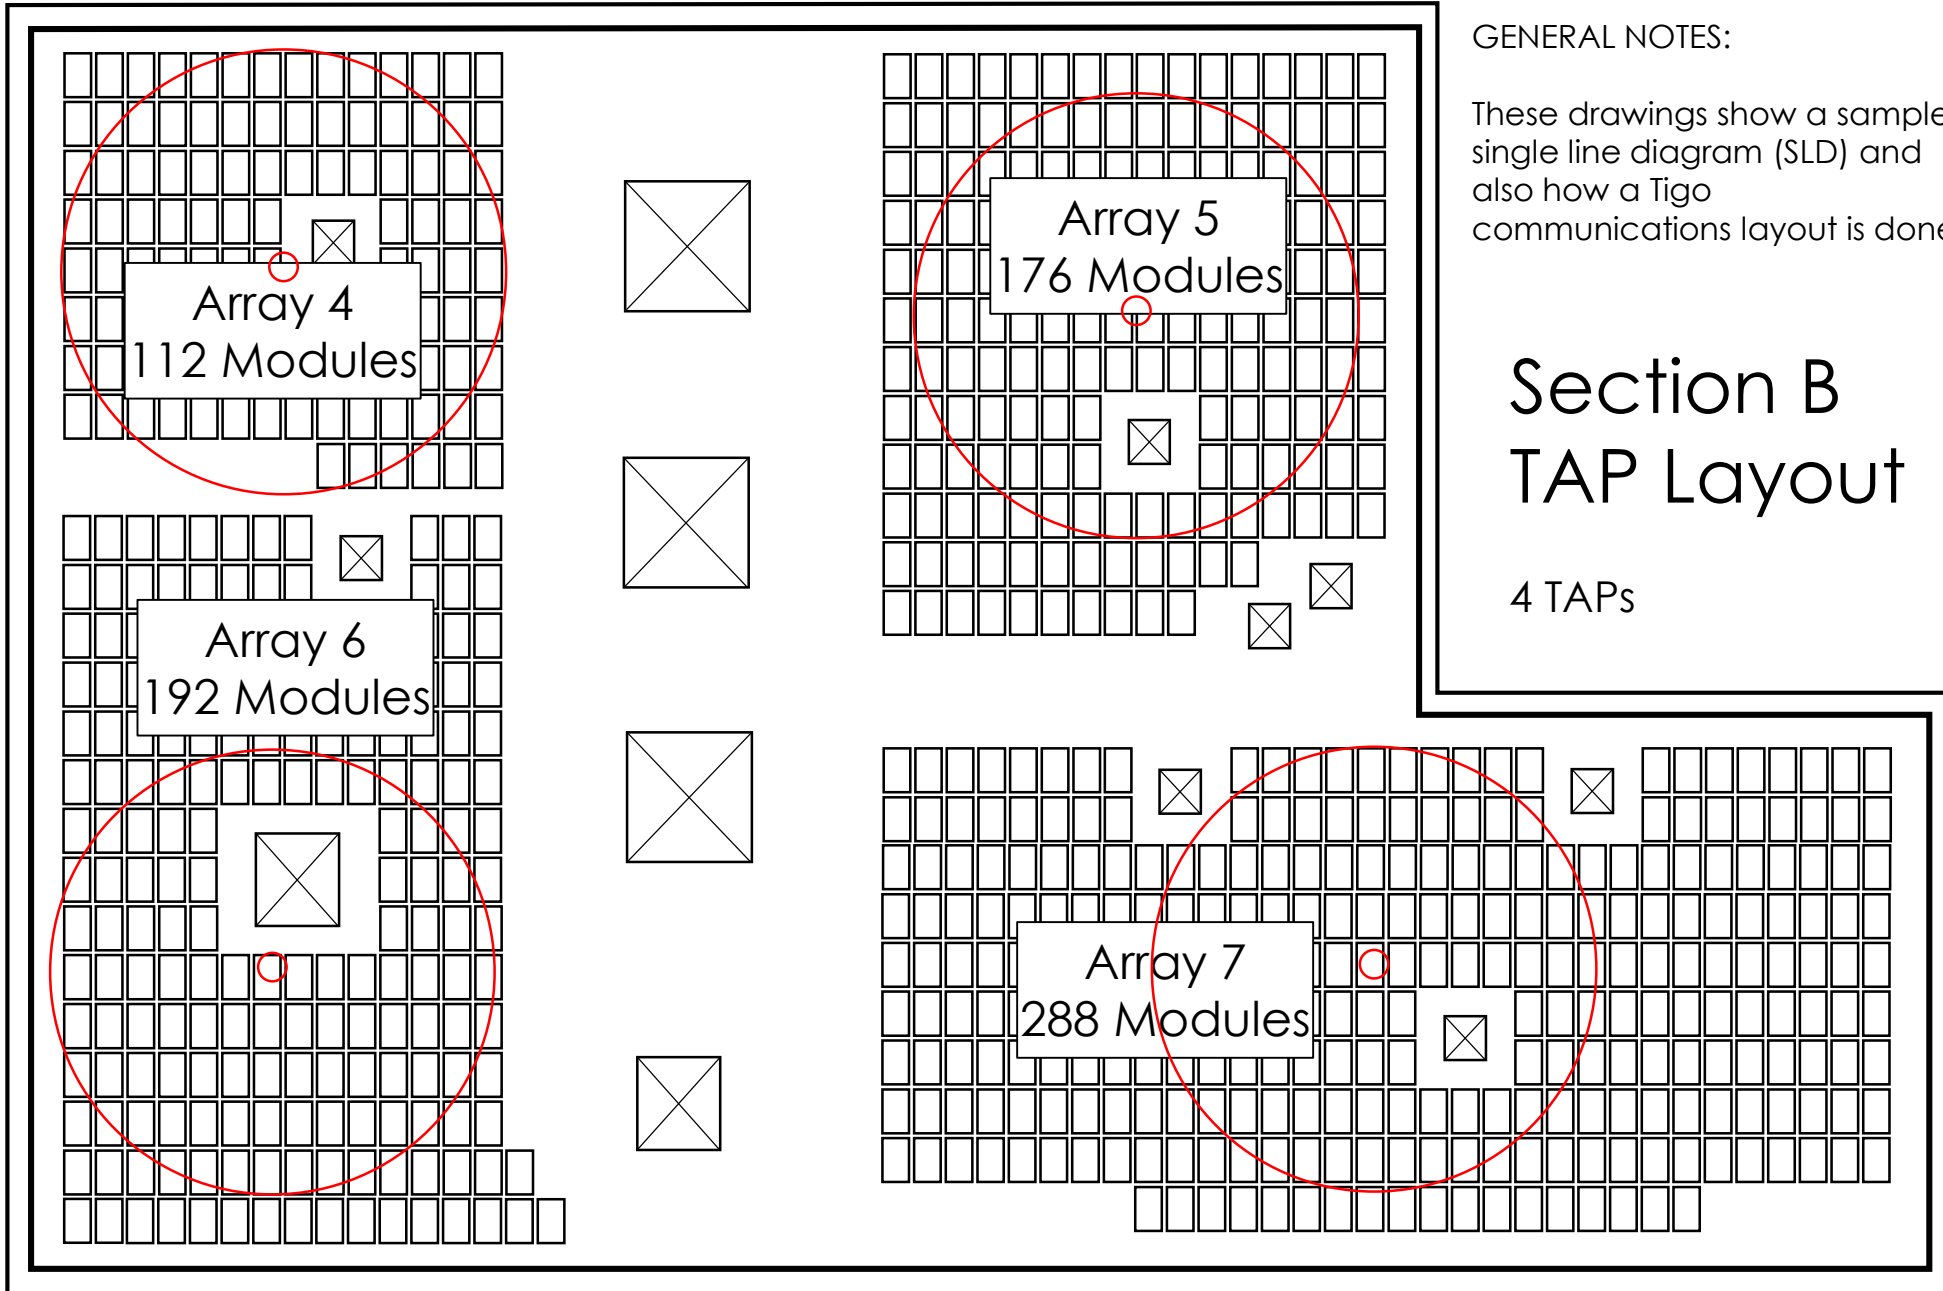 GENERAL NOTES:
These drawings show a sample
single line diagram (SLD) and
also how a Tigo
communications layout is done
Section B
TAP Layout
4 TAPs
Array 4
112 Modules
Array 5
176 Modules
Array 6
192 Modules
Array 7
288 Modules